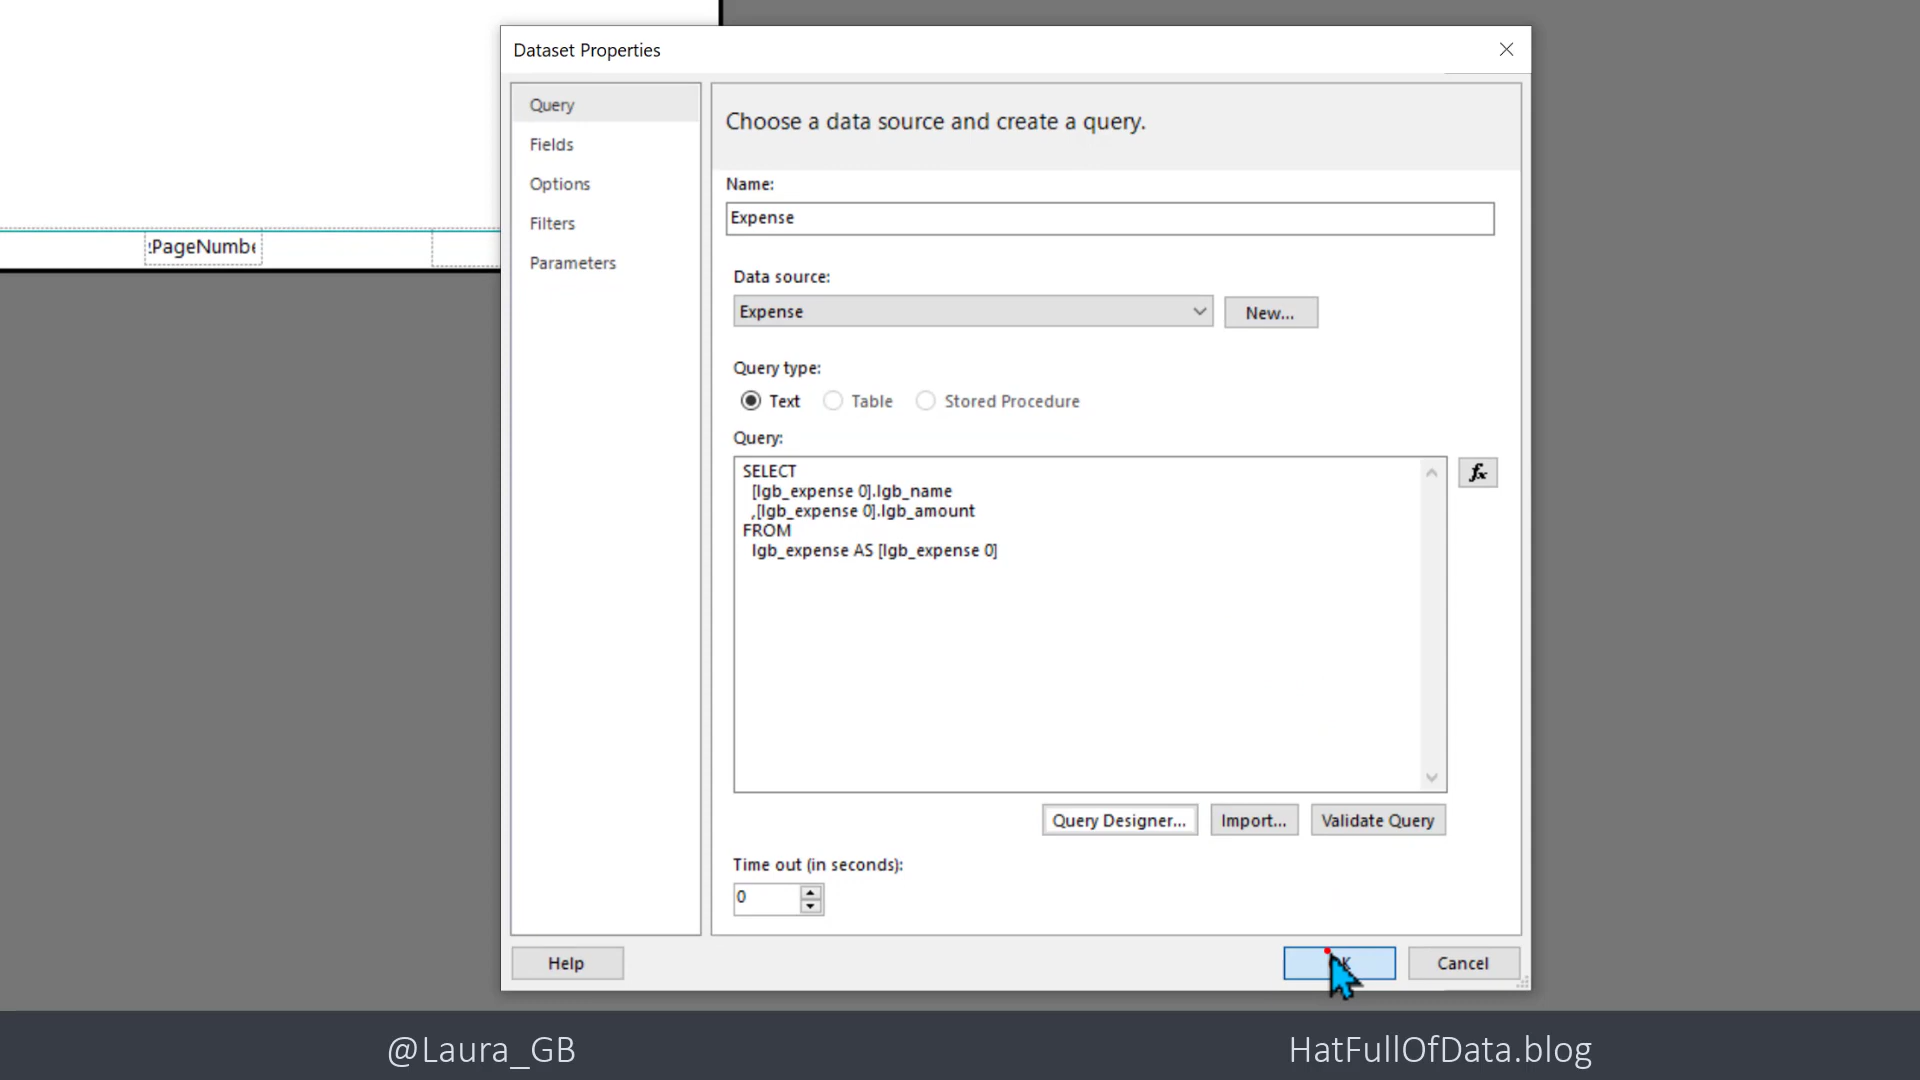 Dataset Properties
Query
Fields
Options
Filters
Parameters
Choose a data source and create a query.
Name:
Expense
Data source:
Expense
New...
Query type:
Text
Table
Stored Procedure
Query:
fx
SELECT
[lgb_expense 0].lgb_name
,[lgb_expense 0].lgb_amount
FROM
lgb_expense AS [lgb_expense 0]
Query Designer...
Import...
Validate Query
Time out (in seconds):
0
Help
Cancel
@Laura_GB
HatFullOfData.blog